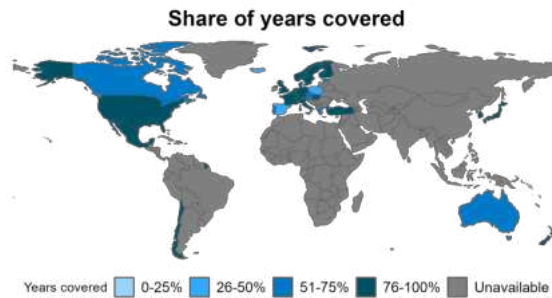 Share of years covered
Years covered 0-25% 26-50% 51-75% 76-100% Unavailable